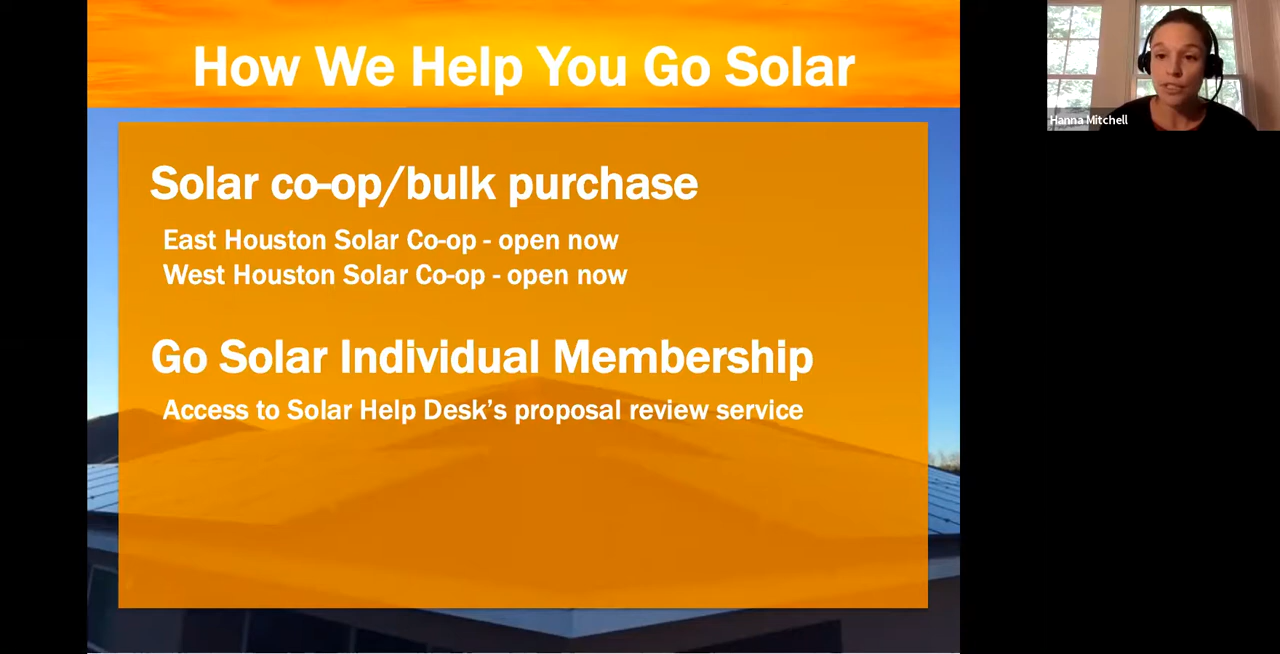 How We Help You Go Solar
Hanna Mitchell
Solar co-op/bulk purchase
East Houston Solar Co-op - open now
West Houston Solar Co-op - open now
Go Solar Individual Membership
Access to Solar Help Desk’s proposal review service